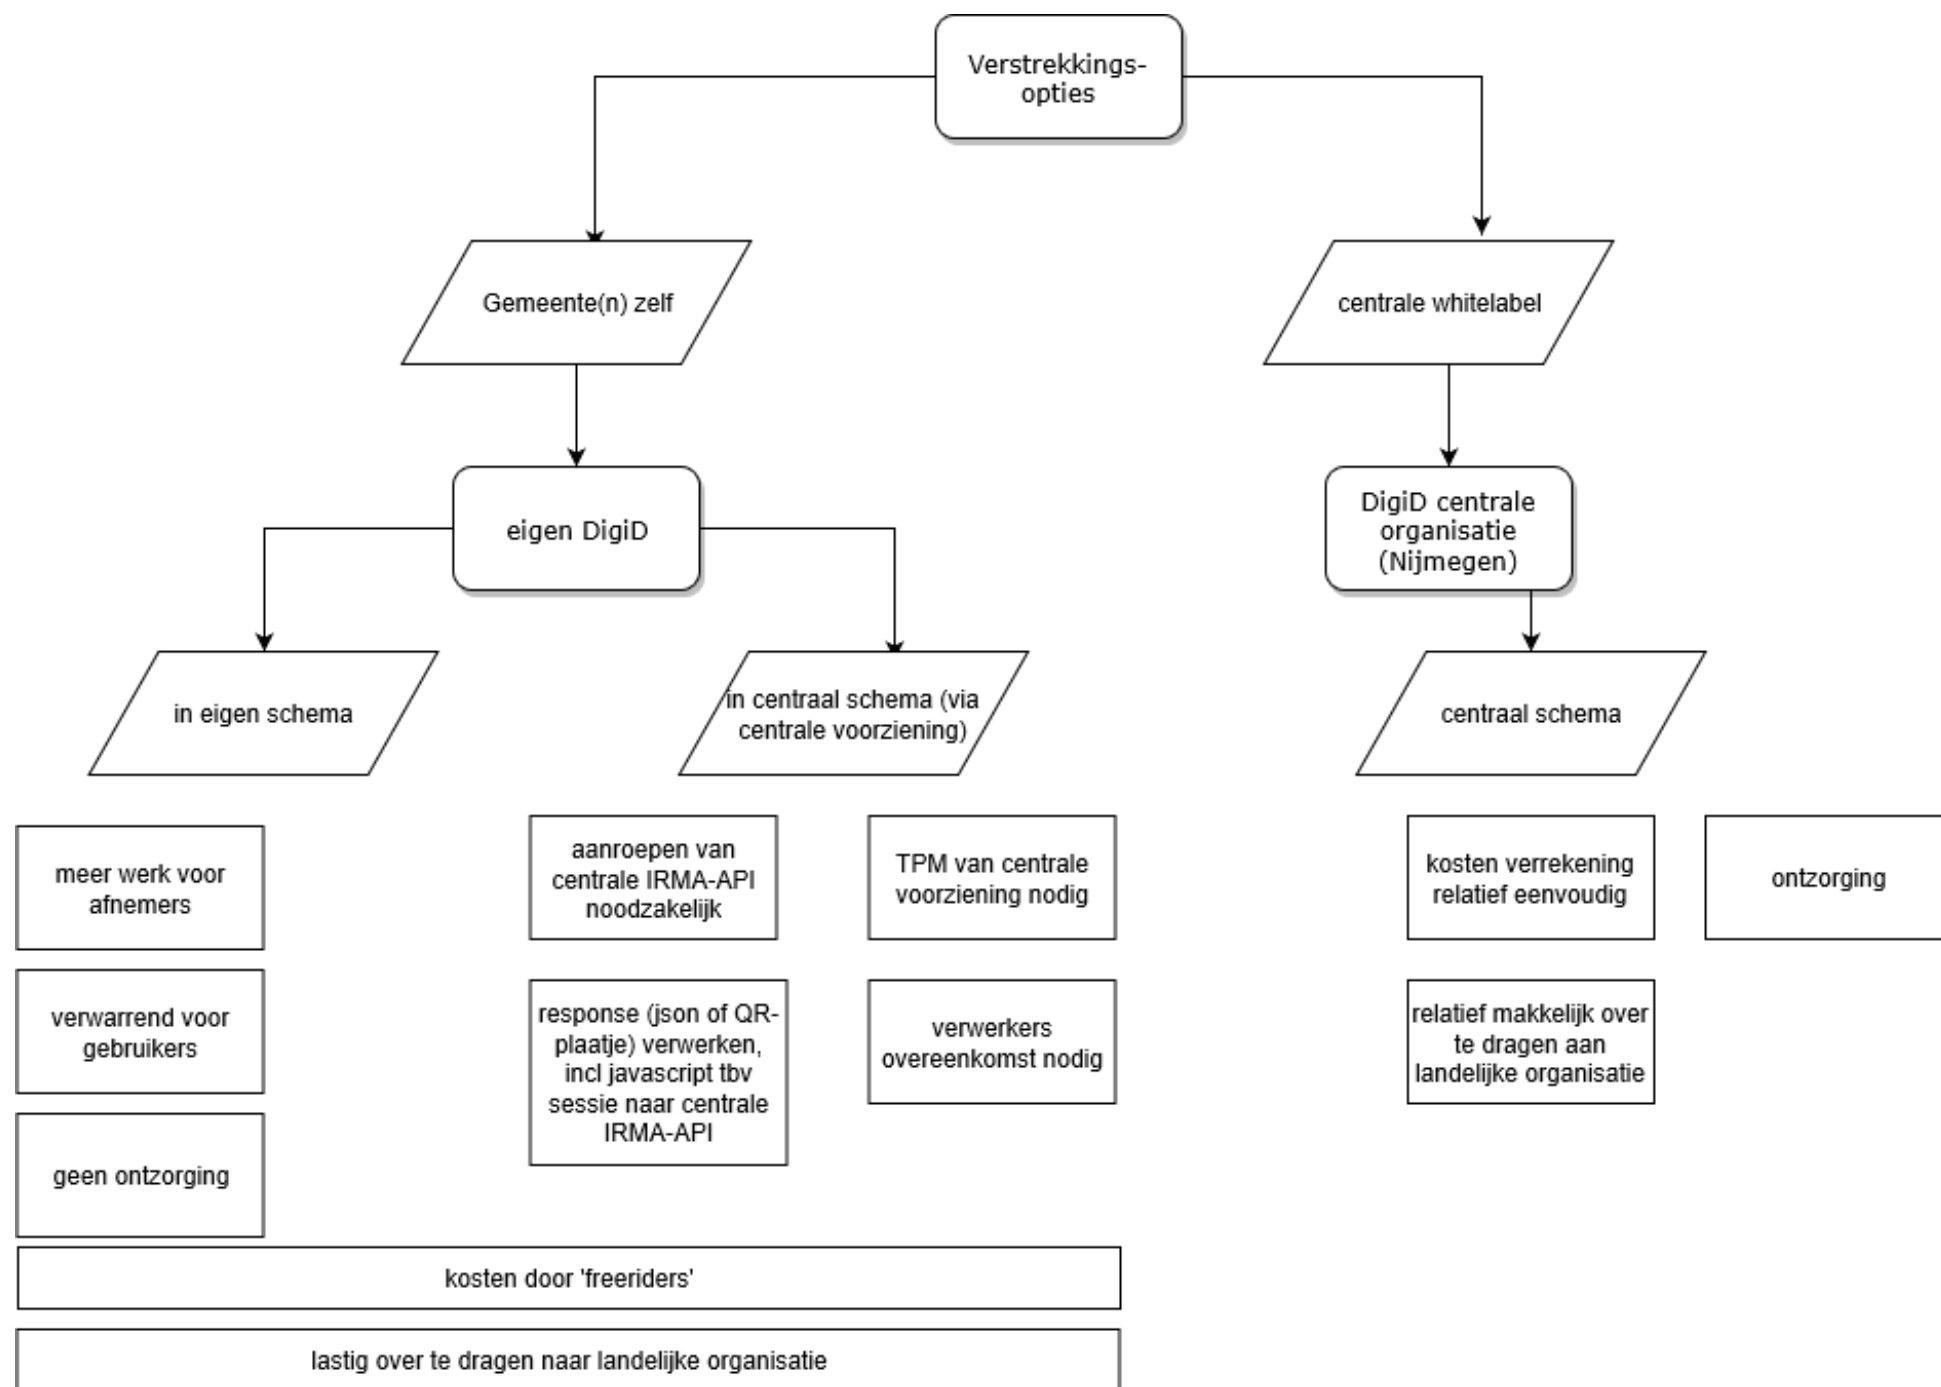 Verstrekkings-
opties
Gemeente(n) zelf
centrale whitelabel
eigen DigiD
DigiD centrale
organisatie
(Nijmegen)
in eigen schema
in centraal schema (via
centrale voorziening)
centraal schema
meer werk voor
afnemers
aanroepen van
centrale IRMA-API
noodzakelijk
TPM van centrale
voorziening nodig
kosten verrekening
relatief eenvoudig
ontzorging
verwarrend voor
gebruikers
response (json of QR-
plaatje) verwerken,
incl javascript tbv
sessie naar centrale
IRMA-API
verwerkers
overeenkomst nodig
relatief makkelijk over
te dragen aan
landelijke organisatie
geen ontzorging
kosten door 'freeriders'
lastig over te dragen naar landelijke organisatie